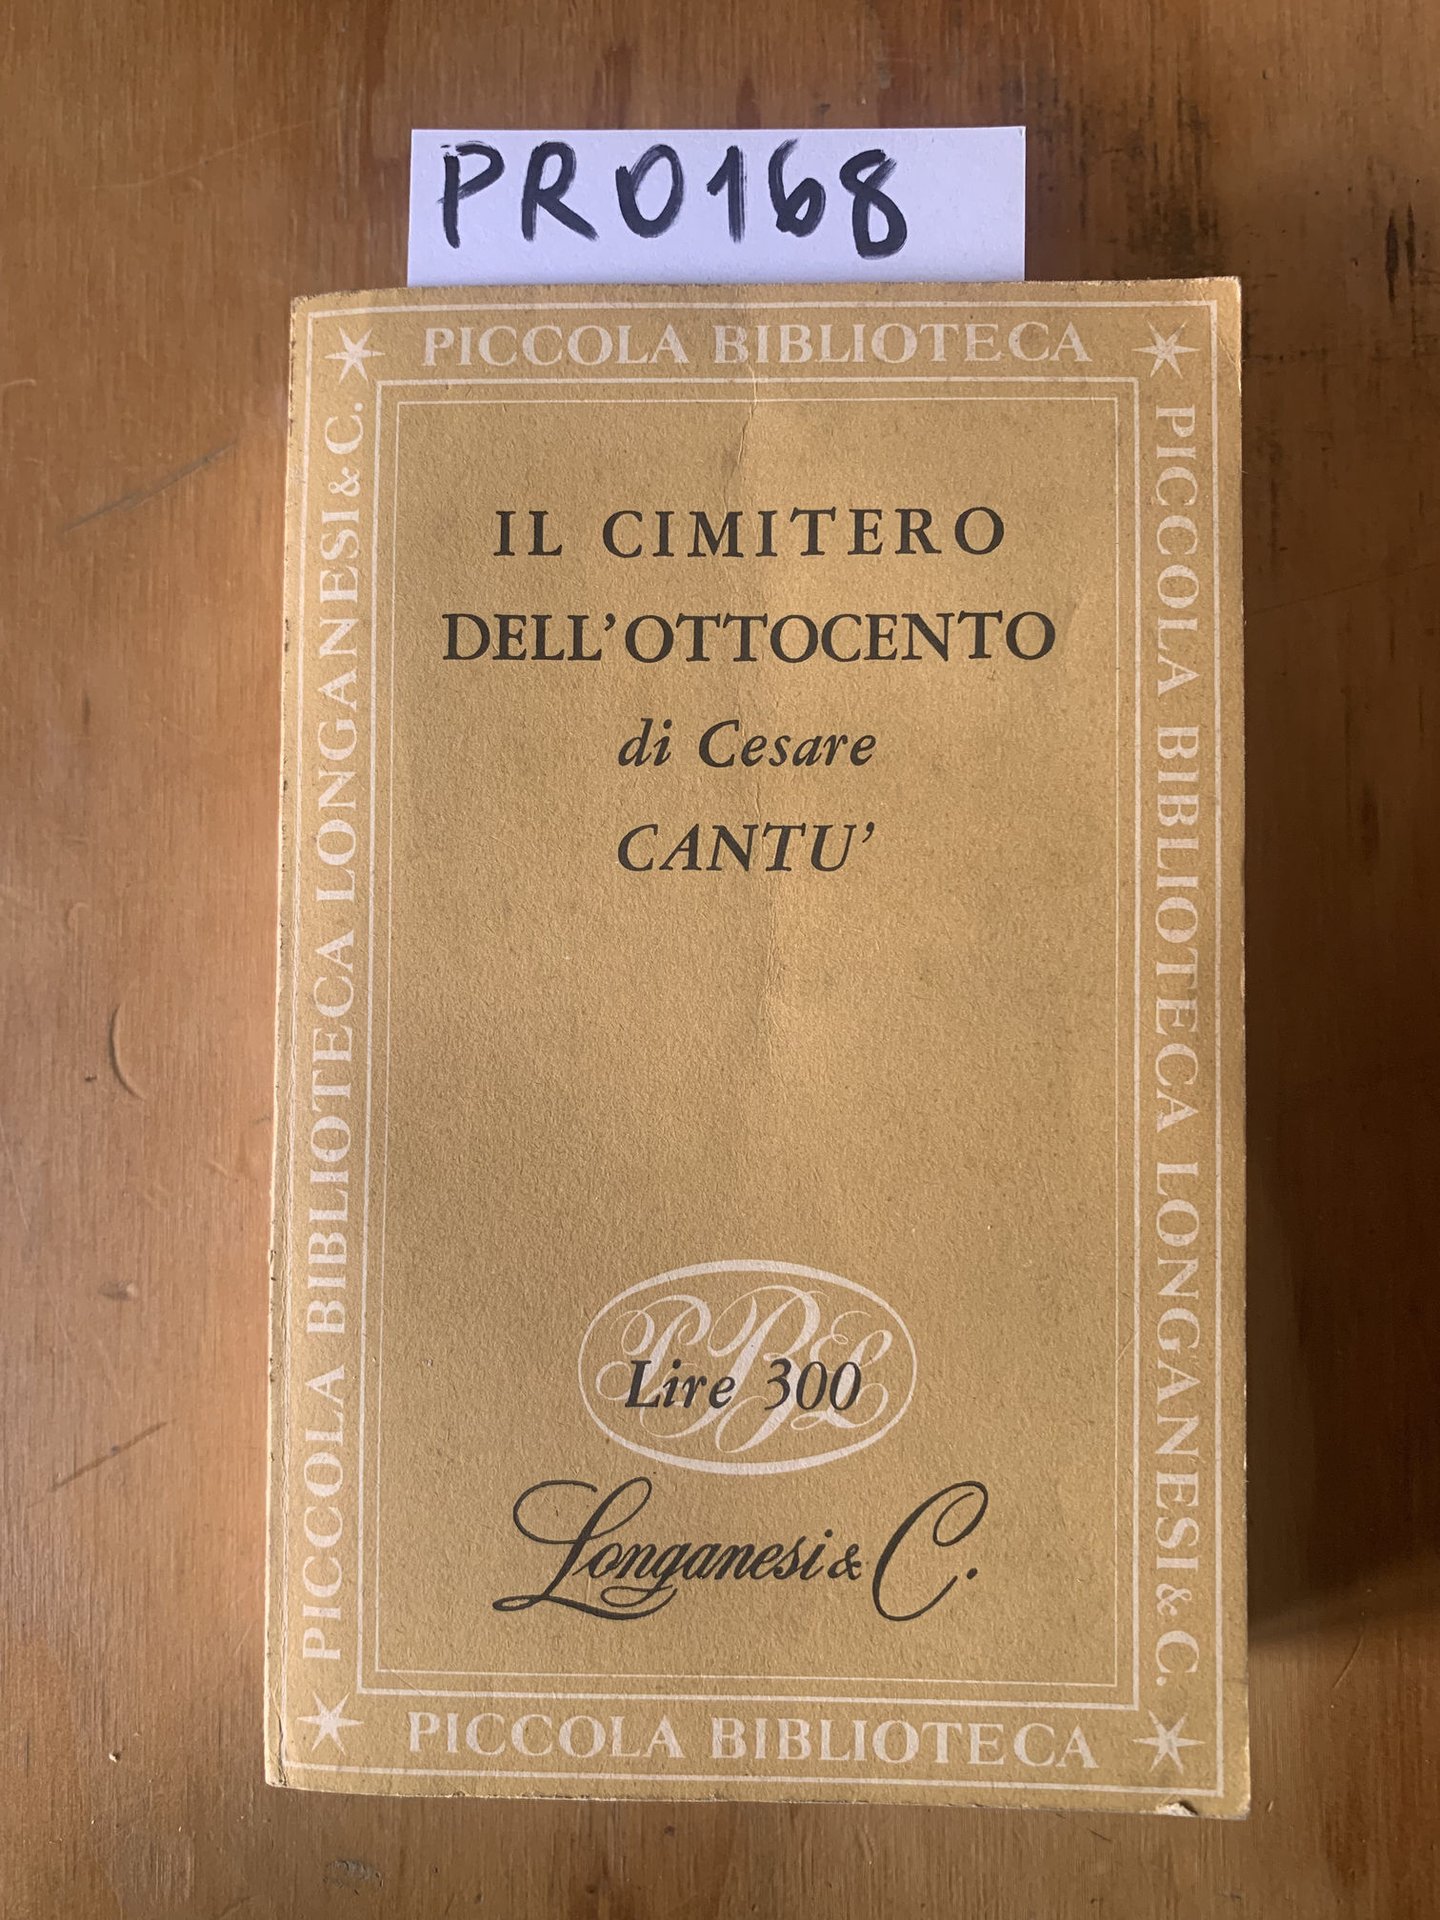 PR0168
PICCOLA BIBLIOTECA
PICCOLA BIBLIOTECA LONGANESI & C.
PICCOLA BIBLIOTECA LONGANESI & C.
IL CIMITERO
DELL'OTTOCENTO
di Cesare
CANTU'
PBL
Lire 300
Longanesi & C.
PICCOLA BIBLIOTECA